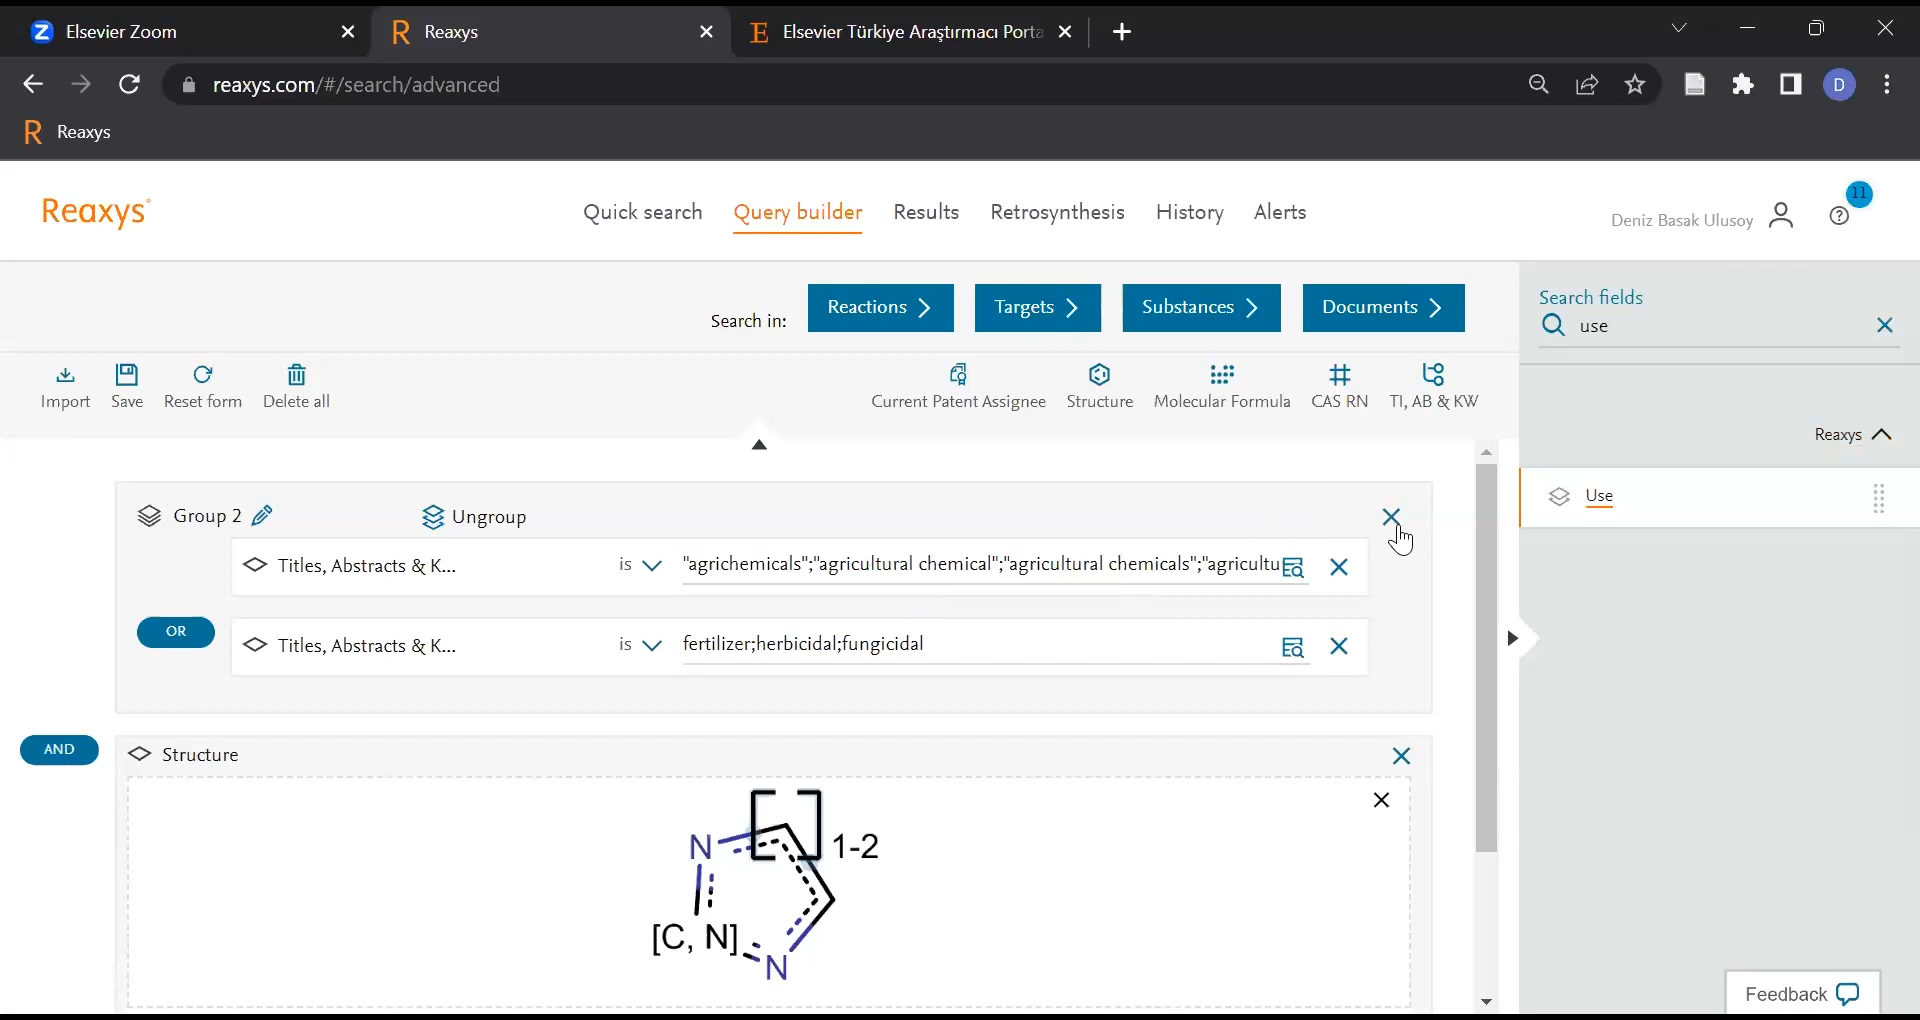 Elsevier Zoom
Reaxys
Elsevier Türkiye Araştırmacı Porta
reaxys.com/#/search/advanced
Reaxys
Reaxys
Quick search
Query builder
Results
Retrosynthesis
History
Alerts
Deniz Basak Ulusoy
11
D
Search in:
Reactions
Targets
Substances
Documents
Search fields
use
Import
Save
Reset form
Delete all
Current Patent Assignee
Structure
Molecular Formula
CAS RN
TI, AB & KW
Reaxys
Use
Group 2
Ungroup
Titles, Abstracts & K...
is
"agrichemicals";"agricultural chemical";"agricultural chemicals";"agricultu
OR
Titles, Abstracts & K...
is
fertilizer;herbicidal;fungicidal
AND
Structure
N
1-2
[C, N]
N
Feedback